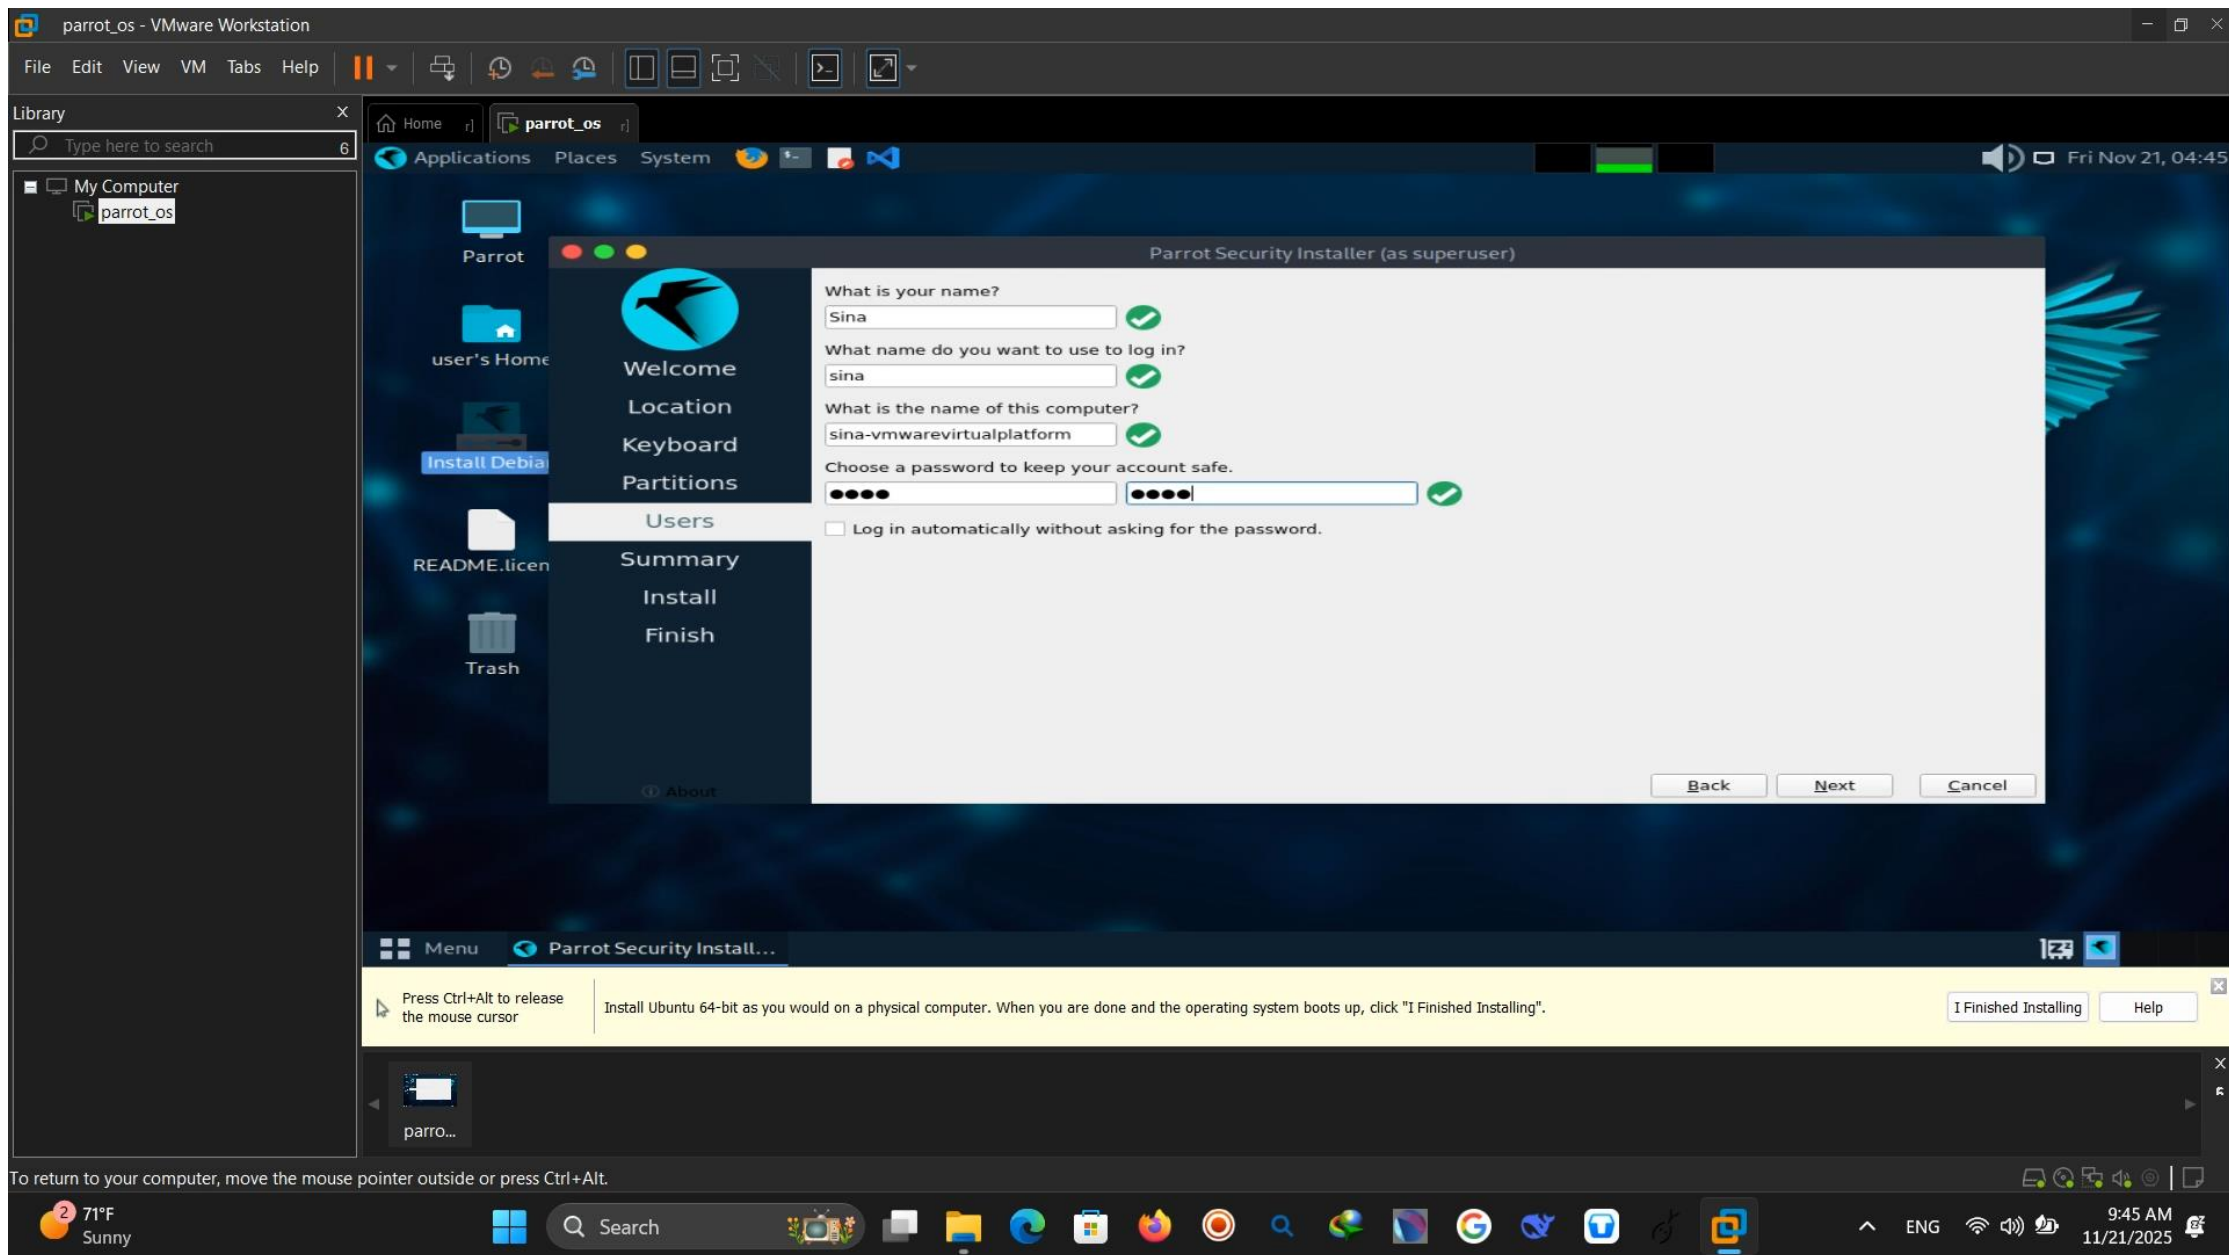 parrot_os - VMware Workstation
File Edit View VM Tabs Help
Library
Type here to search
My Computer
parrot_os
Home
parrot_os
Applications Places System
Fri Nov 21, 04:45
Parrot
user's Home
Install Debia
README.licen
Trash
Parrot Security Installer (as superuser)
Welcome
Location
Keyboard
Partitions
Users
Summary
Install
Finish
About
What is your name?
Sina
What name do you want to use to log in?
sina
What is the name of this computer?
sina-vmwarevirtualplatform
Choose a password to keep your account safe.
●●●● ●●●●
Log in automatically without asking for the password.
Back Next Cancel
Menu Parrot Security Install...
Press Ctrl+Alt to release
the mouse cursor
Install Ubuntu 64-bit as you would on a physical computer. When you are done and the operating system boots up, click "I Finished Installing".
I Finished Installing Help
parro...
To return to your computer, move the mouse pointer outside or press Ctrl+Alt.
2
71°F
Sunny
Search
ENG
9:45 AM
11/21/2025